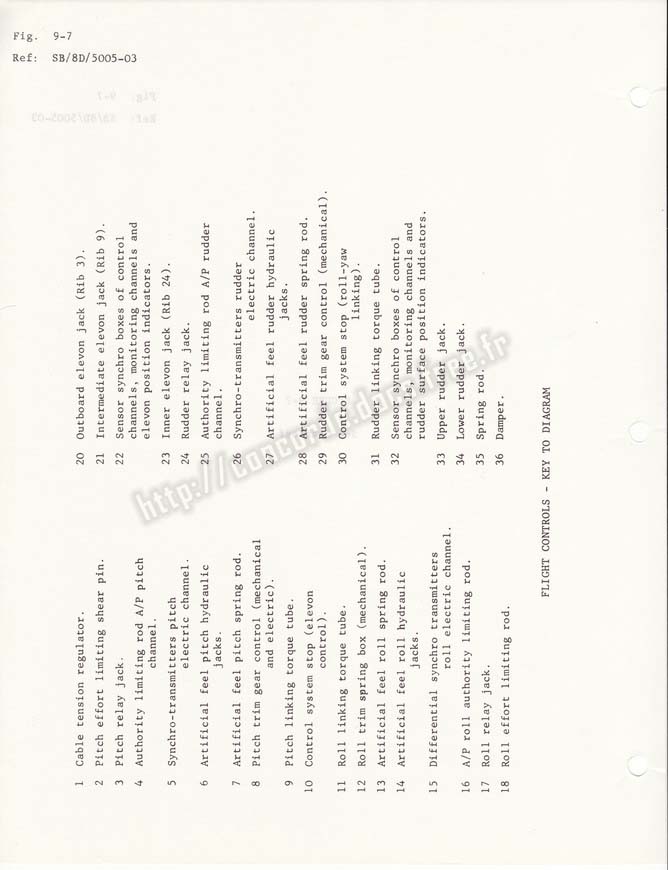 Fig. 9-7
Ref: SB/8D/5005-03
1 Cable tension regulator.
2 Pitch effort limiting shear pin.
3 Pitch relay jack.
4 Authority limiting rod A/P pitch
channel.
5 Synchro-transmitters pitch
electric channel.
6 Artificial feel pitch hydraulic
jacks.
7 Artificial feel pitch spring rod.
8 Pitch trim gear control (mechanical
and electric).
9 Pitch linking torque tube.
10 Control system stop (elevon
control).
11 Roll linking torque tube.
12 Roll trim spring box (mechanical).
13 Artificial feel roll spring rod.
14 Artificial feel roll hydraulic
jacks.
15 Differential synchro transmitters
roll electric channel.
16 A/P roll authority limiting rod.
17 Roll relay jack.
18 Roll effort limiting rod.
20 Outboard elevon jack (Rib 3).
21 Intermediate elevon jack (Rib 9).
22 Sensor synchro boxes of control
channels, monitoring channels and
elevon position indicators.
23 Inner elevon jack (Rib 24).
24 Rudder relay jack.
25 Authority limiting rod A/P rudder
channel.
26 Synchro-transmitters rudder
electric channel.
27 Artificial feel rudder hydraulic
jacks.
28 Artificial feel rudder spring rod.
29 Rudder trim gear control (mechanical).
30 Control system stop (roll-yaw
linking).
31 Rudder linking torque tube.
32 Sensor synchro boxes of control
channels, monitoring channels and
rudder surface position indicators.
33 Upper rudder jack.
34 Lower rudder jack.
35 Spring rod.
36 Damper.
FLIGHT CONTROLS - KEY TO DIAGRAM